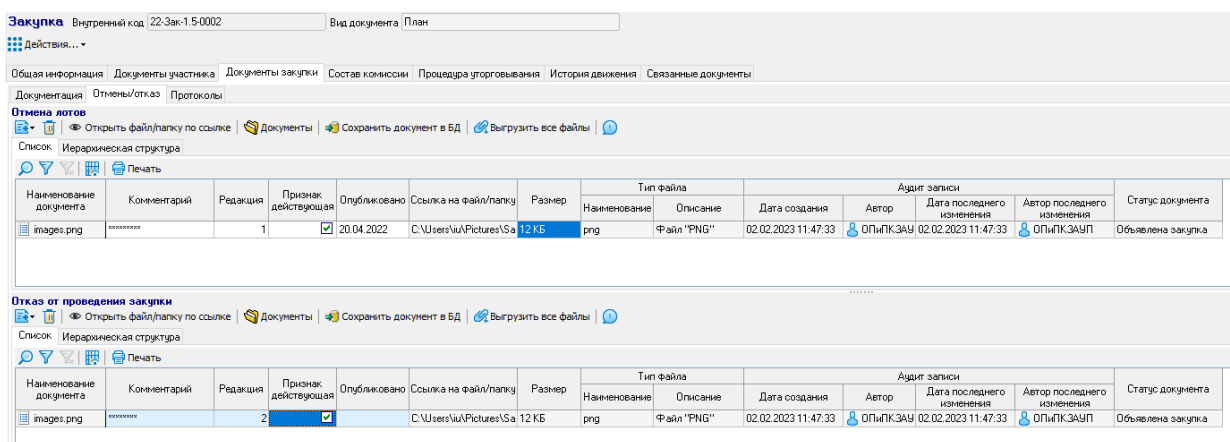 Закупка Внутренний код 22-Зак-1.5-0002 Вид документа План
Действия...
Общая информация Документы участника Документы закупки Состав комиссии Процедура уторговывания История движения Связанные документы
Документация Отмены/отказ Протоколы
Отмена лотов
Открыть файл/папку по ссылке Документы Сохранить документ в БД Выгрузить все файлы
Список Иерархическая структура
Печать
Наименование документа Комментарий Редакция Признак действующая Опубликовано Ссылка на файл/папку Размер Тип файла Наименование Описание Аудит записи Дата создания Автор Дата последнего изменения Автор последнего изменения Статус документа
images.png ********* 1 20.04.2022 C:\Users\iu\Pictures\Sa 12 КБ png Файл "PNG" 02.02.2023 11:47:33 ОПиПК.ЗАУ 02.02.2023 11:47:33 ОПиПК.ЗАУП Объявлена закупка
Отказ от проведения закупки
Открыть файл/папку по ссылке Документы Сохранить документ в БД Выгрузить все файлы
Список Иерархическая структура
Печать
Наименование документа Комментарий Редакция Признак действующая Опубликовано Ссылка на файл/папку Размер Тип файла Наименование Описание Аудит записи Дата создания Автор Дата последнего изменения Автор последнего изменения Статус документа
images.png ******** 2 C:\Users\iu\Pictures\Sa 12 КБ png Файл "PNG" 02.02.2023 11:47:33 ОПиПК.ЗАУ 02.02.2023 11:47:33 ОПиПК.ЗАУП Объявлена закупка